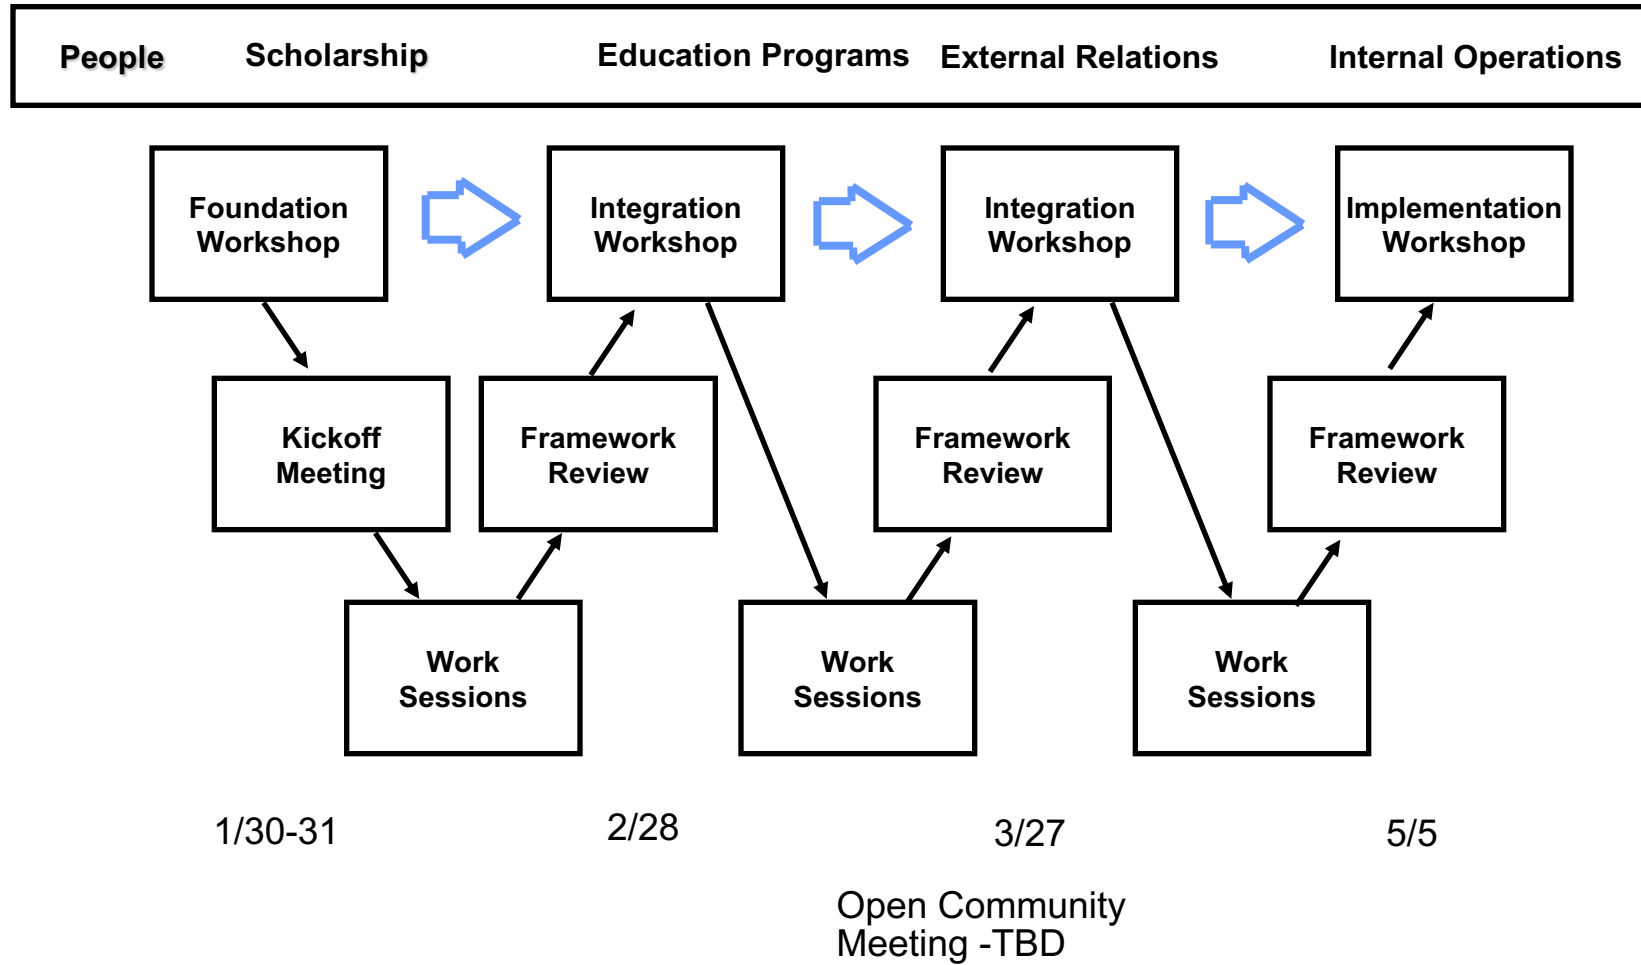 People Scholarship Education Programs External Relations Internal Operations
Foundation
Workshop
Integration
Workshop
Integration
Workshop
Implementation
Workshop
Kickoff
Meeting
Framework
Review
Framework
Review
Framework
Review
Work
Sessions
Work
Sessions
Work
Sessions
1/30-31
2/28
3/27
5/5
Open Community
Meeting -TBD